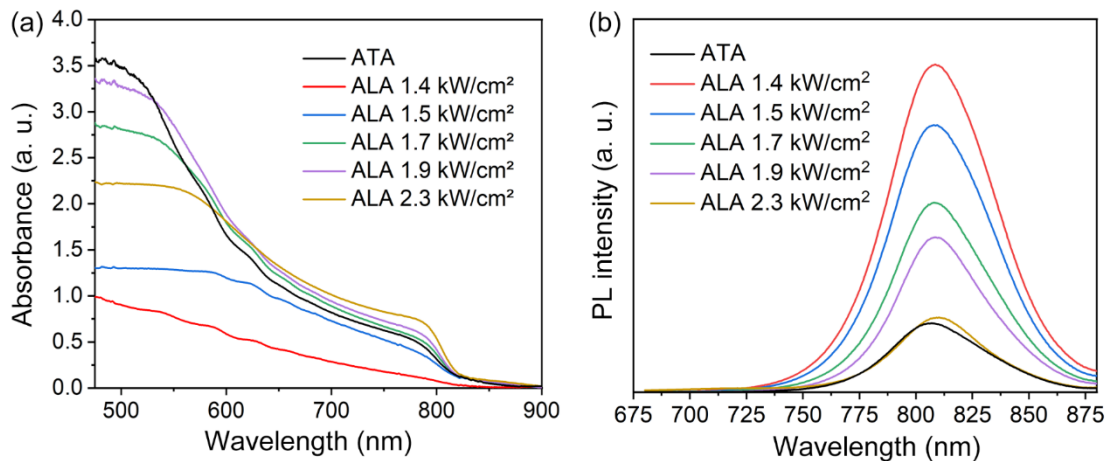 (a)
4.0
3.5
3.0
2.5
2.0
1.5
1.0
0.5
0.0
Absorbance (a. u.)
ATA
ALA 1.4 kW/cm²
ALA 1.5 kW/cm²
ALA 1.7 kW/cm²
ALA 1.9 kW/cm²
ALA 2.3 kW/cm²
500 600 700 800 900
Wavelength (nm)
(b)
PL intensity (a. u.)
ATA
ALA 1.4 kW/cm²
ALA 1.5 kW/cm²
ALA 1.7 kW/cm²
ALA 1.9 kW/cm²
ALA 2.3 kW/cm²
675 700 725 750 775 800 825 850 875
Wavelength (nm)